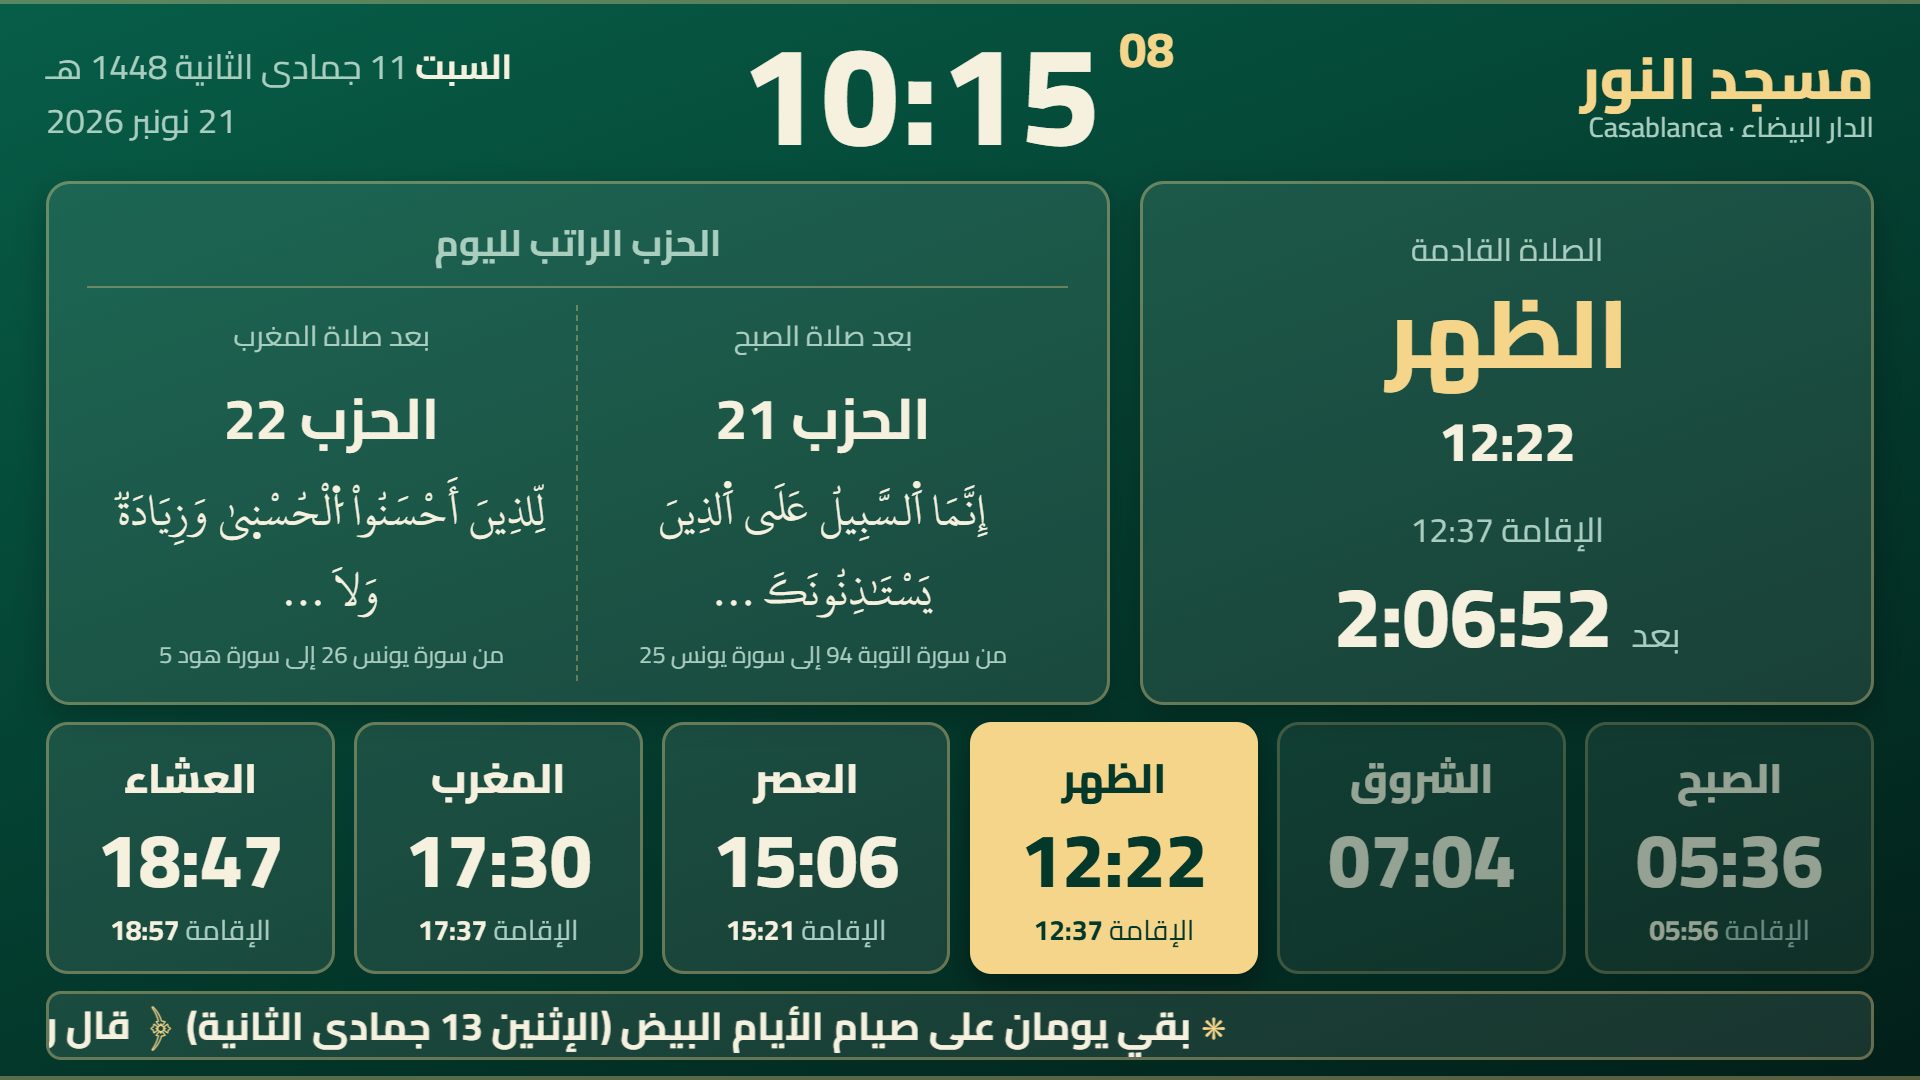 مسجد النور
الدار البيضاء · Casablanca
10:15 08
السبت 11 جمادى الثانية 1448 هـ
21 نونبر 2026
الصلاة القادمة
الظهر
12:22
الإقامة 12:37
بعد 2:06:52
الحزب الراتب لليوم
بعد صلاة الصبح
الحزب 21
إِنَّمَا اَ۬لسَّبِيلُ عَلَى اَ۬لذِينَ
يَسْتَـٰذِنُونَكَ ...
من سورة التوبة 94 إلى سورة يونس 25
بعد صلاة المغرب
الحزب 22
لِّلذِينَ أَحْسَنُواْ اُ۬لْحُسْن۪يٰ وَزِيَادَةٞ
وَلَا ...
من سورة يونس 26 إلى سورة هود 5
الصبح
05:36
الإقامة 05:56
الشروق
07:04
الظهر
12:22
الإقامة 12:37
العصر
15:06
الإقامة 15:21
المغرب
17:30
الإقامة 17:37
العشاء
18:47
الإقامة 18:57
بقي يومان على صيام الأيام البيض (الإثنين 13 جمادى الثانية) ﴿ قال